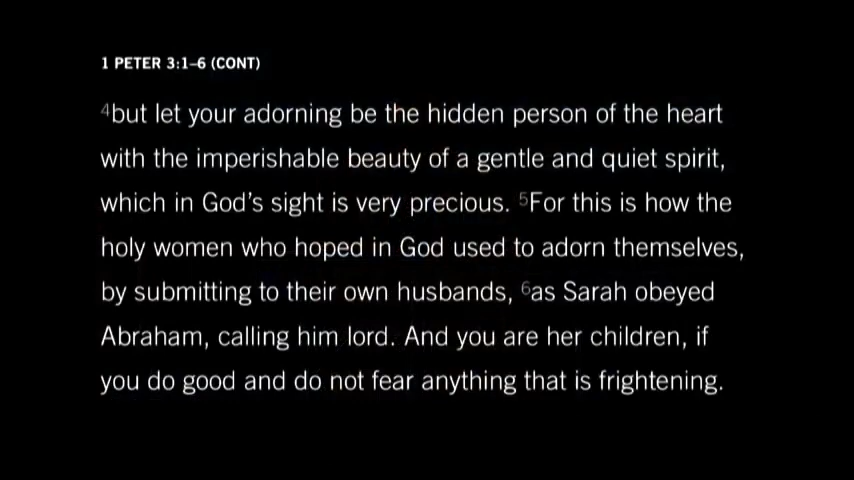 1 PETER 3:1–6 (CONT)
4but let your adorning be the hidden person of the heart
with the imperishable beauty of a gentle and quiet spirit,
which in God’s sight is very precious. 5For this is how the
holy women who hoped in God used to adorn themselves,
by submitting to their own husbands, 6as Sarah obeyed
Abraham, calling him lord. And you are her children, if
you do good and do not fear anything that is frightening.